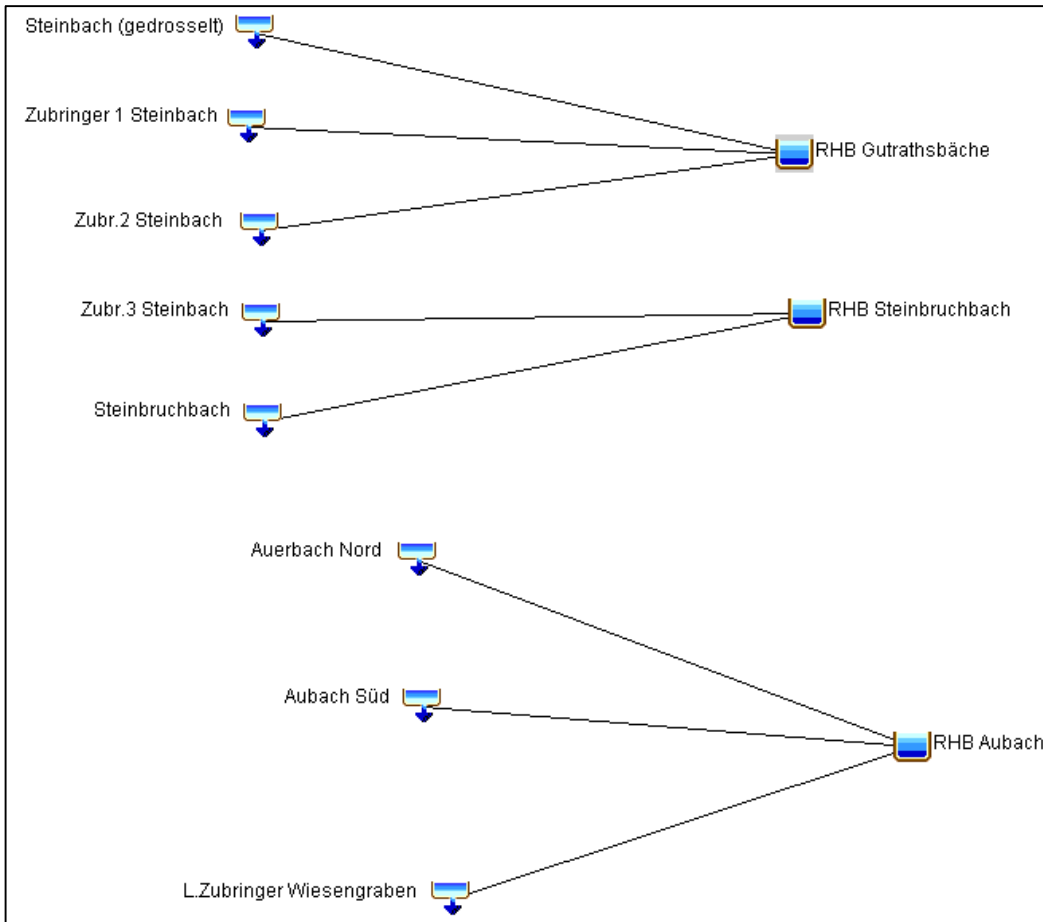 Steinbach (gedrosselt)
Zubringer 1 Steinbach
RHB Gutrathsbäche
Zubr.2 Steinbach
Zubr.3 Steinbach
RHB Steinbruchbach
Steinbruchbach
Auerbach Nord
Aubach Süd
RHB Aubach
L.Zubringer Wiesengraben